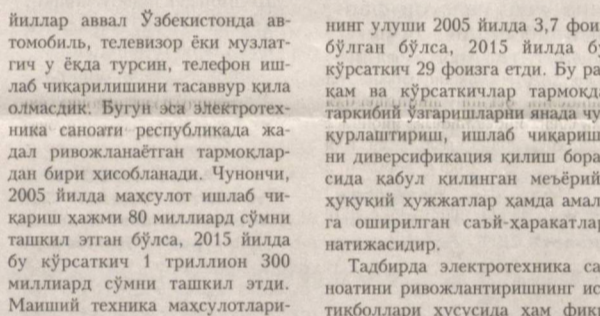 йиллар аввал Ўзбекистонда ав-
томобиль, телевизор ёки музлат-
гич у ёқда турсин, телефон иш-
лаб чиқарилишини тасаввур қила
олмасдик. Бугун эса электротех-
ника саноати республикада жа-
дал ривожланаётган тармоқлар-
дан бири ҳисобланади. Чунончи,
2005 йилда маҳсулот ишлаб чи-
қариш ҳажми 80 миллиард сўмни
ташкил этган бўлса, 2015 йилда
бу кўрсаткич 1 триллион 300
миллиард сўмни ташкил этди.
Маиший техника маҳсулотлари-
нинг улуши 2005 йилда 3,7 фои
бўлган бўлса, 2015 йилда бу
кўрсаткич 29 фоизга етди. Бу ра
қам ва кўрсаткичлар тармоқда
таркибий ўзгаришларни янада чу
қурлаштириш, ишлаб чиқариш
ни диверсификация қилиш бора
сида қабул қилинган меъёрий
ҳуқуқий ҳужжатлар ҳамда амал
га оширилган саъй-ҳаракатлар
натижасидир.
Тадбирда электротехника са
ноатини ривожлантиришнинг ис
тиқболлари хусусида ҳам фикр